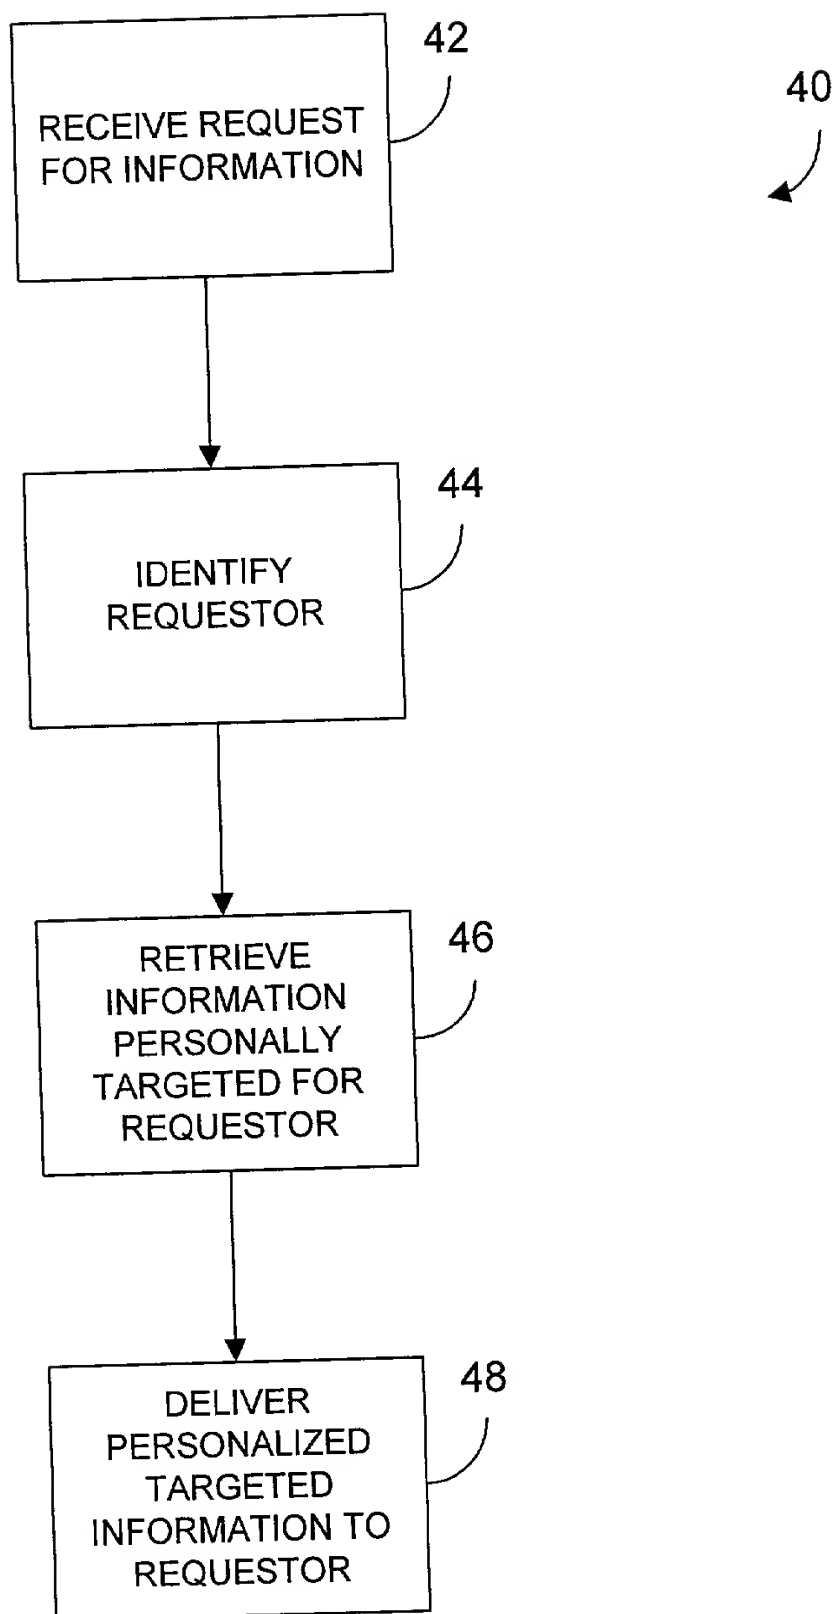 42
40
RECEIVE REQUEST
FOR INFORMATION
44
IDENTIFY
REQUESTOR
46
RETRIEVE
INFORMATION
PERSONALLY
TARGETED FOR
REQUESTOR
48
DELIVER
PERSONALIZED
TARGETED
INFORMATION TO
REQUESTOR